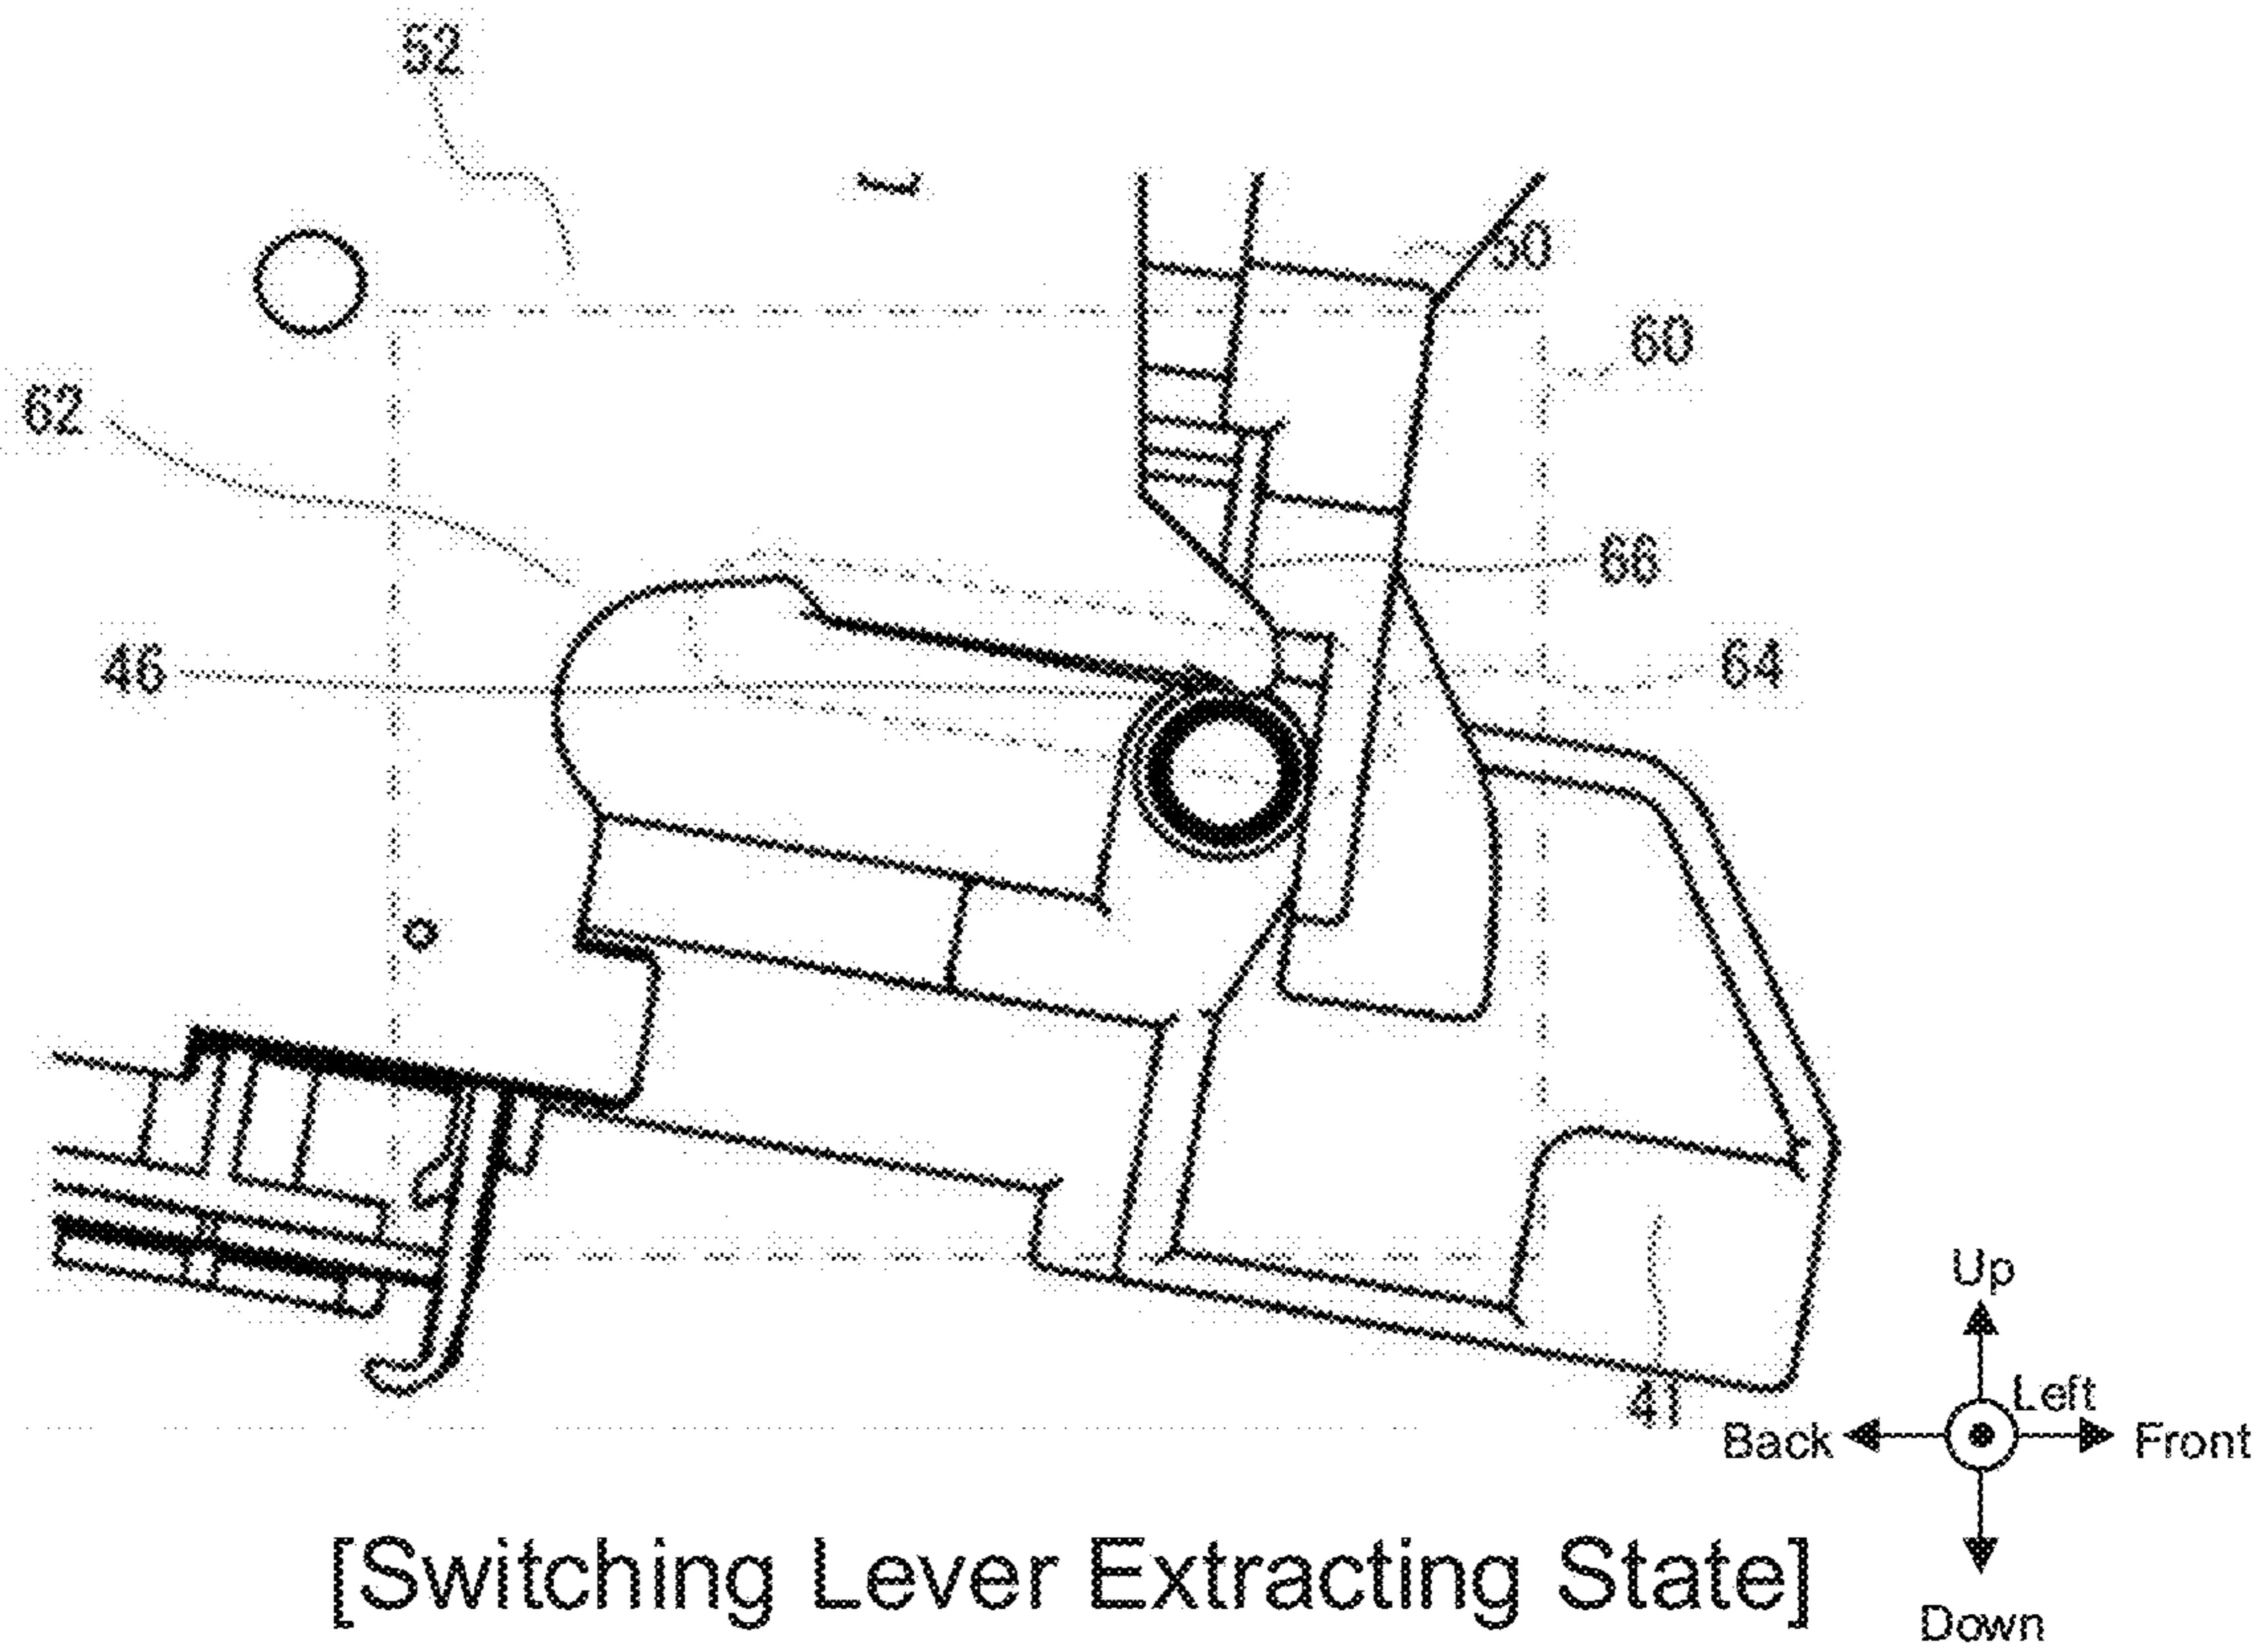 52
50
60
62
66
46
64
41
Up
Left
Back
Front
Down
[Switching Lever Extracting State]